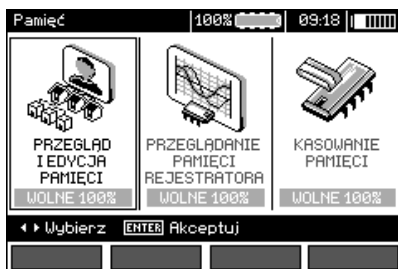 Pamięć 100% 09:18
PRZEGLĄD
I EDYCJA
PAMIĘCI
WOLNE 100%
PRZEGLĄDANIE
PAMIĘCI
REJESTRATORA
WOLNE 100%
KASOWANIE
PAMIĘCI
WOLNE 100%
Wybierz ENTER Akceptuj